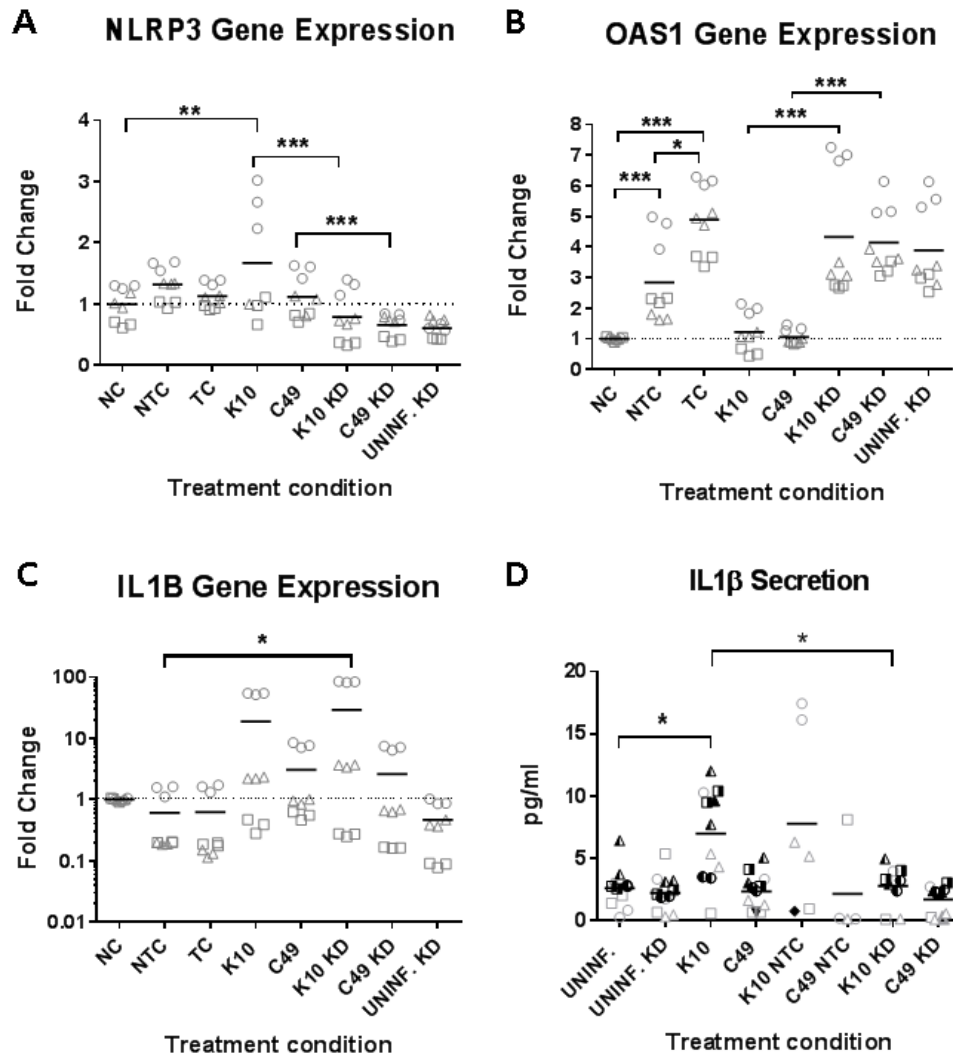 A NLRP3 Gene Expression
Fold Change
4
3
2
1
0
**
***
***
NC
NTC
TC
K10
C49
K10 KD
C49 KD
UNINF. KD
Treatment condition
B OAS1 Gene Expression
Fold Change
8
7
6
5
4
3
2
1
0
***
***
***
*
***
NC
NTC
TC
K10
C49
K10 KD
C49 KD
UNINF. KD
Treatment condition
C IL1B Gene Expression
Fold Change
100
10
1
0.1
0.01
*
NC
NTC
TC
K10
C49
K10 KD
C49 KD
UNINF. KD
Treatment condition
D IL1β Secretion
pg/ml
20
15
10
5
0
*
*
UNINF.
UNINF. KD
K10
C49
K10 NTC
C49 NTC
K10 KD
C49 KD
Treatment condition